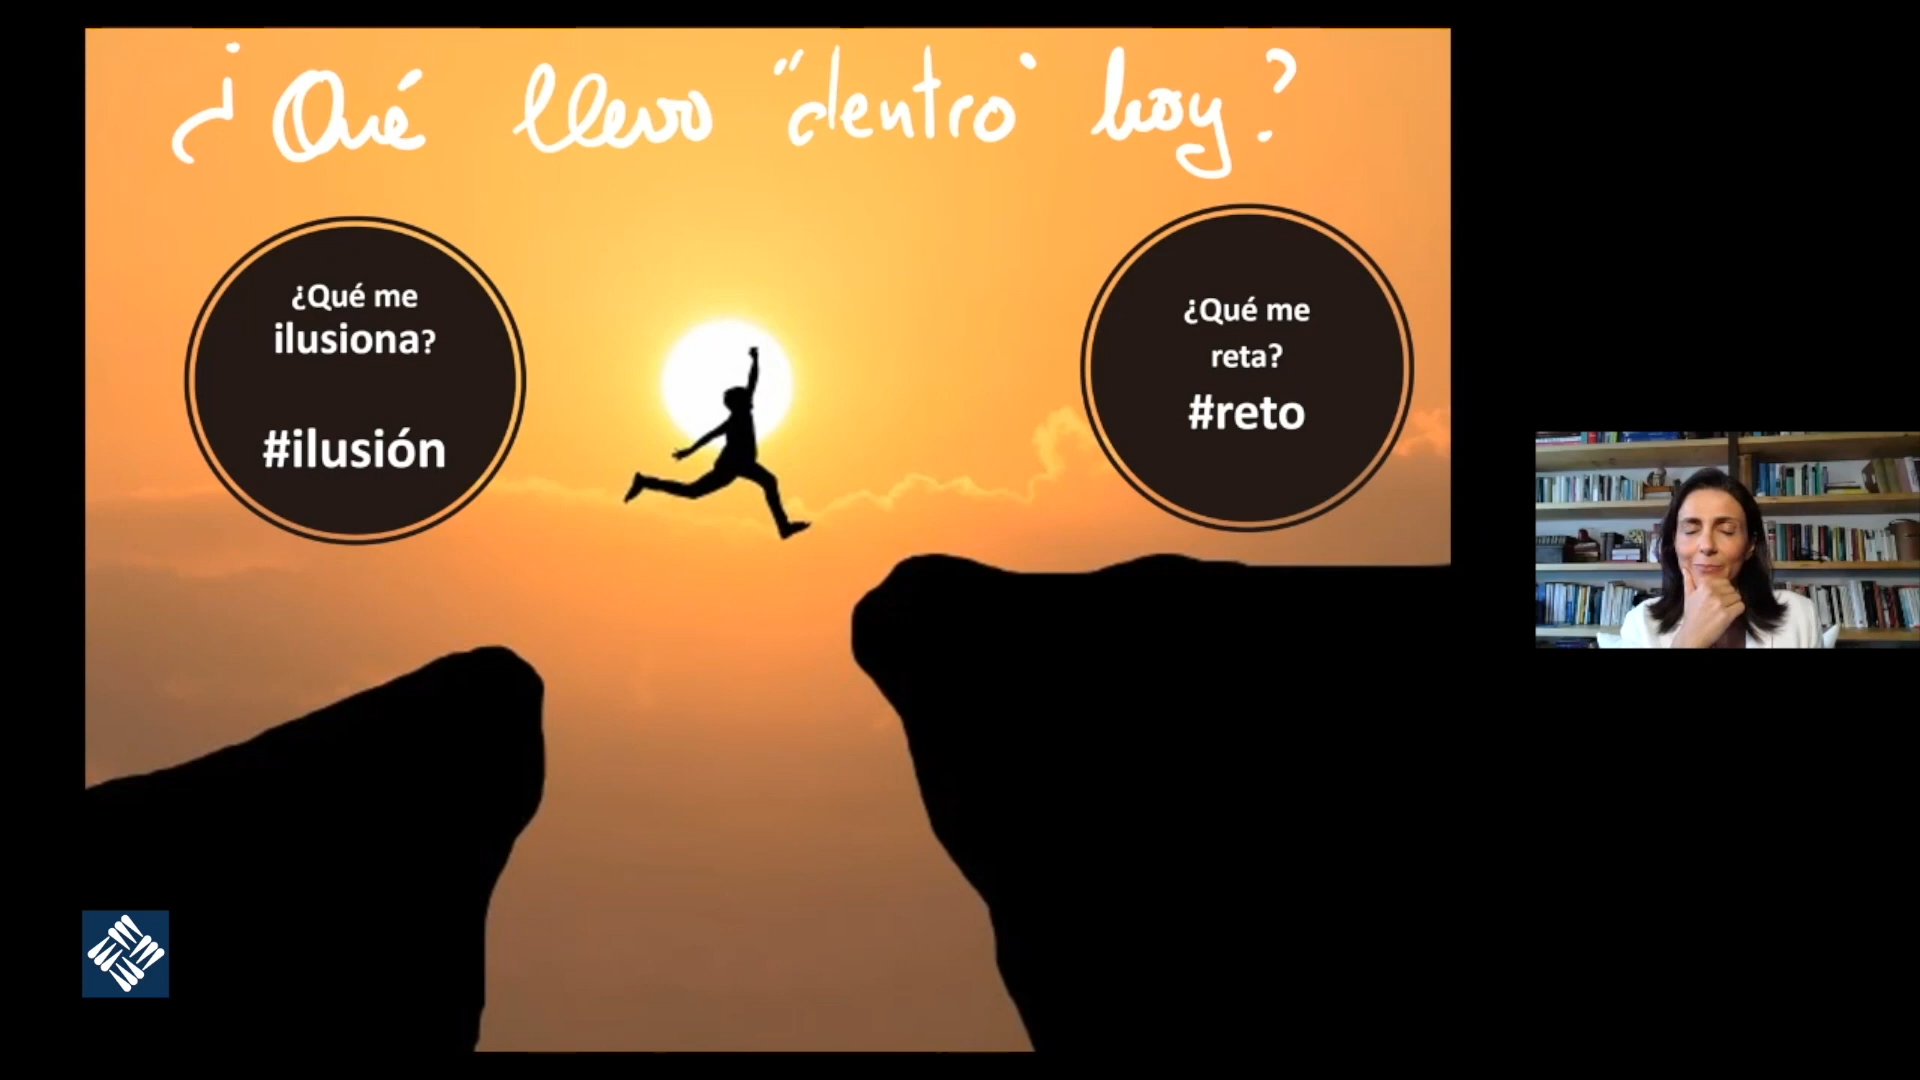 ¿Qué llevo "dentro" hoy?
¿Qué me
ilusiona?
#ilusión
¿Qué me
reta?
#reto